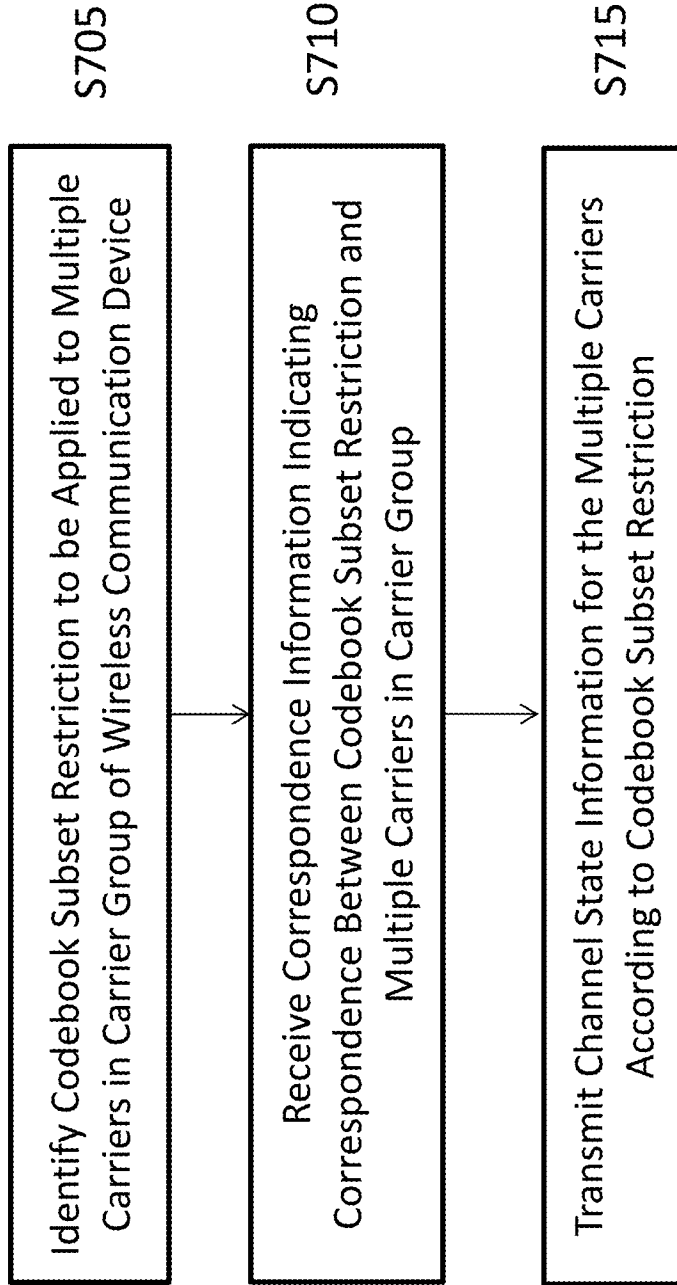 Identify Codebook Subset Restriction to be Applied to Multiple
Carriers in Carrier Group of Wireless Communication Device
S705
Receive Correspondence Information Indicating
Correspondence Between Codebook Subset Restriction and
Multiple Carriers in Carrier Group
S710
Transmit Channel State Information for the Multiple Carriers
According to Codebook Subset Restriction
S715